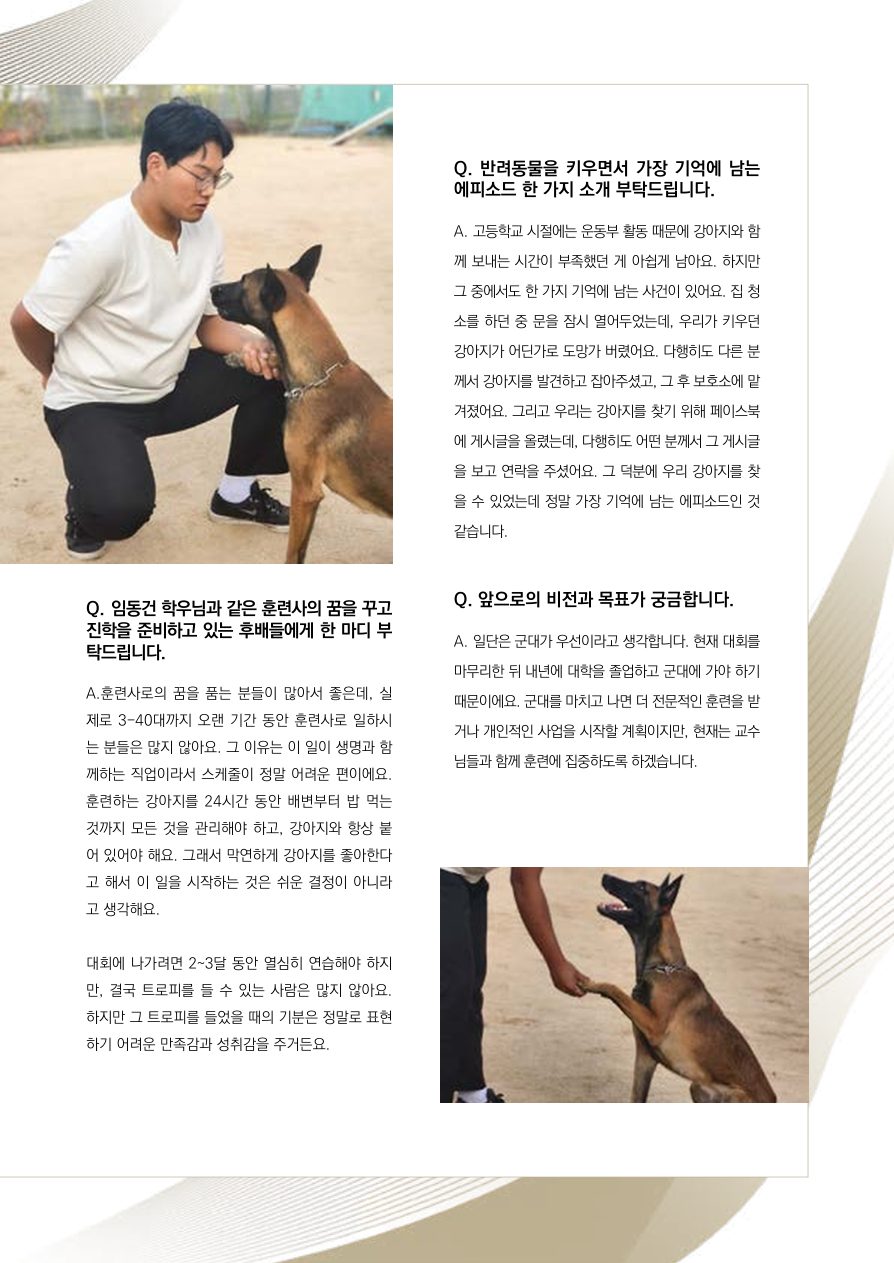 Q. 임동건 학우님과 같은 훈련사의 꿈을 꾸고
진학을 준비하고 있는 후배들에게 한 마디 부
탁드립니다.
A.훈련사로의 꿈을 품는 분들이 많아서 좋은데, 실
제로 3-40대까지 오랜 기간 동안 훈련사로 일하시
는 분들은 많지 않아요. 그 이유는 이 일이 생명과 함
께하는 직업이라서 스케줄이 정말 어려운 편이에요.
훈련하는 강아지를 24시간 동안 배변부터 밥 먹는
것까지 모든 것을 관리해야 하고, 강아지와 항상 붙
어 있어야 해요. 그래서 막연하게 강아지를 좋아한다
고 해서 이 일을 시작하는 것은 쉬운 결정이 아니라
고 생각해요.
대회에 나가려면 2~3달 동안 열심히 연습해야 하지
만, 결국 트로피를 들 수 있는 사람은 많지 않아요.
하지만 그 트로피를 들었을 때의 기분은 정말로 표현
하기 어려운 만족감과 성취감을 주거든요.
Q. 반려동물을 키우면서 가장 기억에 남는
에피소드 한 가지 소개 부탁드립니다.
A. 고등학교 시절에는 운동부 활동 때문에 강아지와 함
께 보내는 시간이 부족했던 게 아쉽게 남아요. 하지만
그 중에서도 한 가지 기억에 남는 사건이 있어요. 집 청
소를 하던 중 문을 잠시 열어두었는데, 우리가 키우던
강아지가 어딘가로 도망가 버렸어요. 다행히도 다른 분
께서 강아지를 발견하고 잡아주셨고, 그 후 보호소에 맡
겨졌어요. 그리고 우리는 강아지를 찾기 위해 페이스북
에 게시글을 올렸는데, 다행히도 어떤 분께서 그 게시글
을 보고 연락을 주셨어요. 그 덕분에 우리 강아지를 찾
을 수 있었는데 정말 가장 기억에 남는 에피소드인 것
같습니다.
Q. 앞으로의 비전과 목표가 궁금합니다.
A. 일단은 군대가 우선이라고 생각합니다. 현재 대회를
마무리한 뒤 내년에 대학을 졸업하고 군대에 가야 하기
때문이에요. 군대를 마치고 나면 더 전문적인 훈련을 받
거나 개인적인 사업을 시작할 계획이지만, 현재는 교수
님들과 함께 훈련에 집중하도록 하겠습니다.